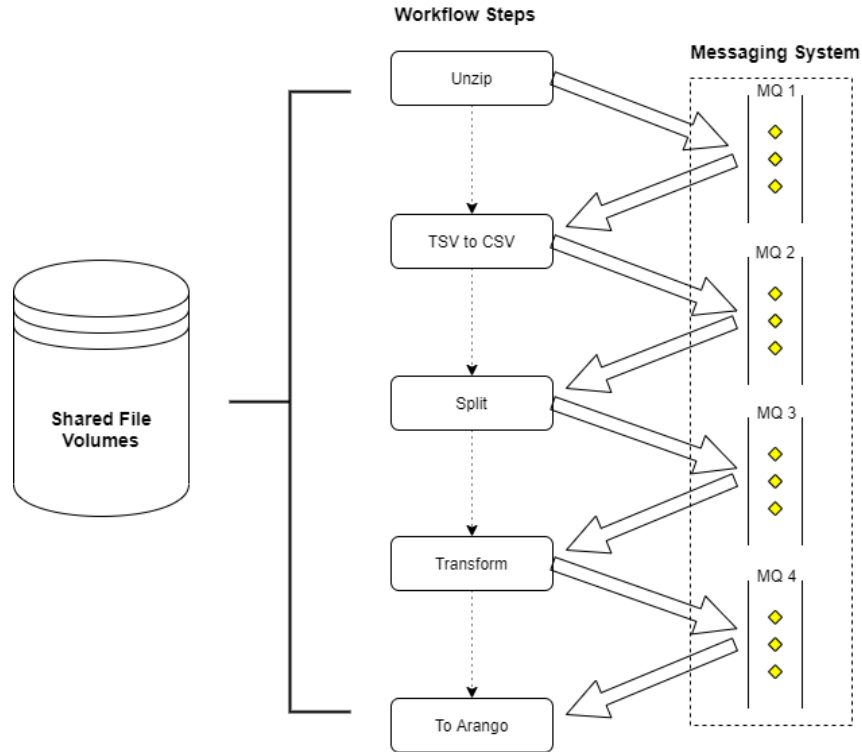 Workflow Steps
Messaging System
Unzip
MQ 1
TSV to CSV
MQ 2
Shared File
Volumes
Split
MQ 3
Transform
MQ 4
To Arango